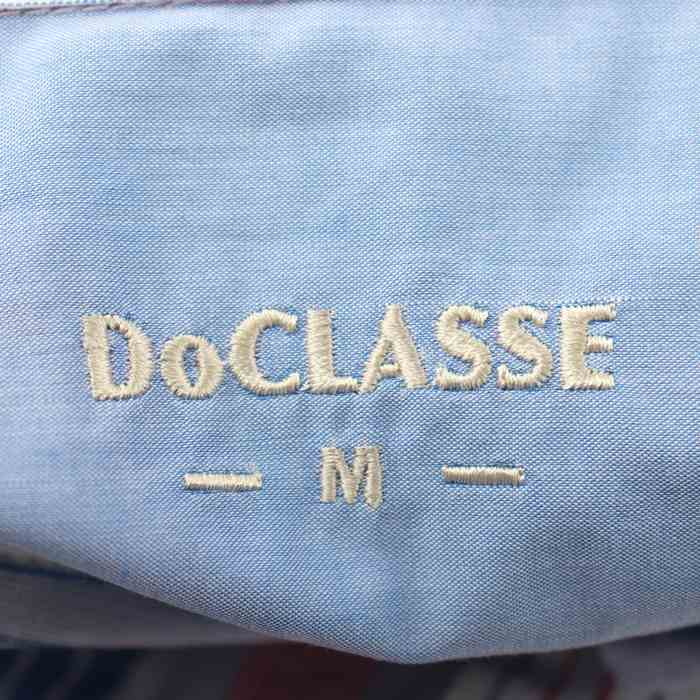 DoCLASSE
— M —